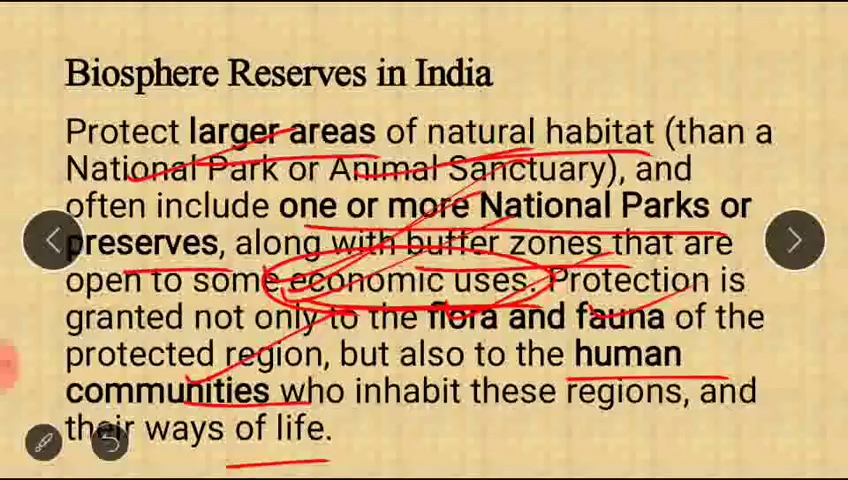 Biosphere Reserves in India
Protect larger areas of natural habitat (than a
National Park or Animal Sanctuary), and
often include one or more National Parks or
preserves, along with buffer zones that are
open to some economic uses. Protection is
granted not only to the flora and fauna of the
protected region, but also to the human
communities who inhabit these regions, and
their ways of life.